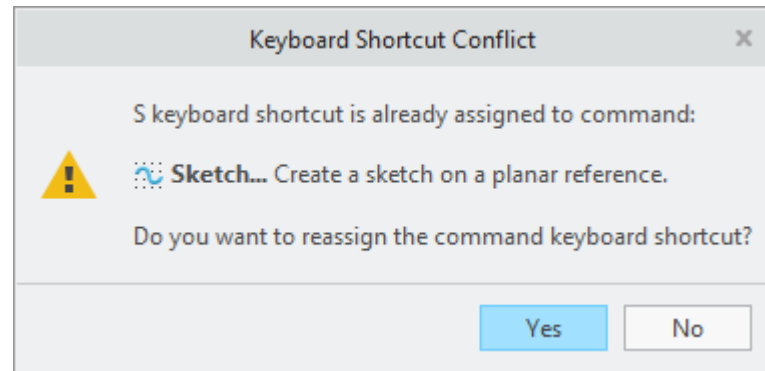 Keyboard Shortcut Conflict
S keyboard shortcut is already assigned to command:
Sketch... Create a sketch on a planar reference.
Do you want to reassign the command keyboard shortcut?
Yes No